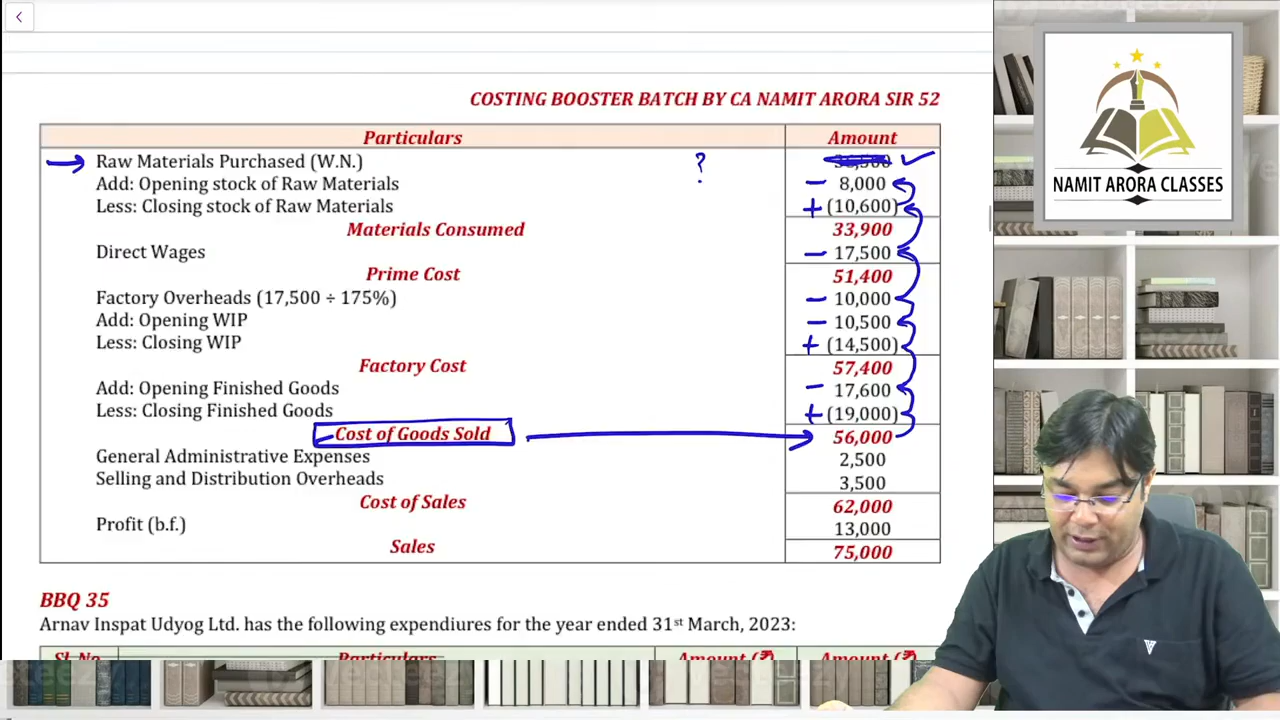 COSTING BOOSTER BATCH BY CA NAMIT ARORA SIR 52
Particulars Amount
Raw Materials Purchased (W.N.) ?
Add: Opening stock of Raw Materials - 8,000
Less: Closing stock of Raw Materials + (10,600)
Materials Consumed 33,900
Direct Wages - 17,500
Prime Cost 51,400
Factory Overheads (17,500 ÷ 175%) - 10,000
Add: Opening WIP - 10,500
Less: Closing WIP + (14,500)
Factory Cost 57,400
Add: Opening Finished Goods - 17,600
Less: Closing Finished Goods + (19,000)
Cost of Goods Sold 56,000
General Administrative Expenses 2,500
Selling and Distribution Overheads 3,500
Cost of Sales 62,000
Profit (b.f.) 13,000
Sales 75,000
BBQ 35
Arnav Inspat Udyog Ltd. has the following expendiures for the year ended 31st March, 2023:
Sl. No Particulars Amount (₹) Amount (₹)
NAMIT ARORA CLASSES